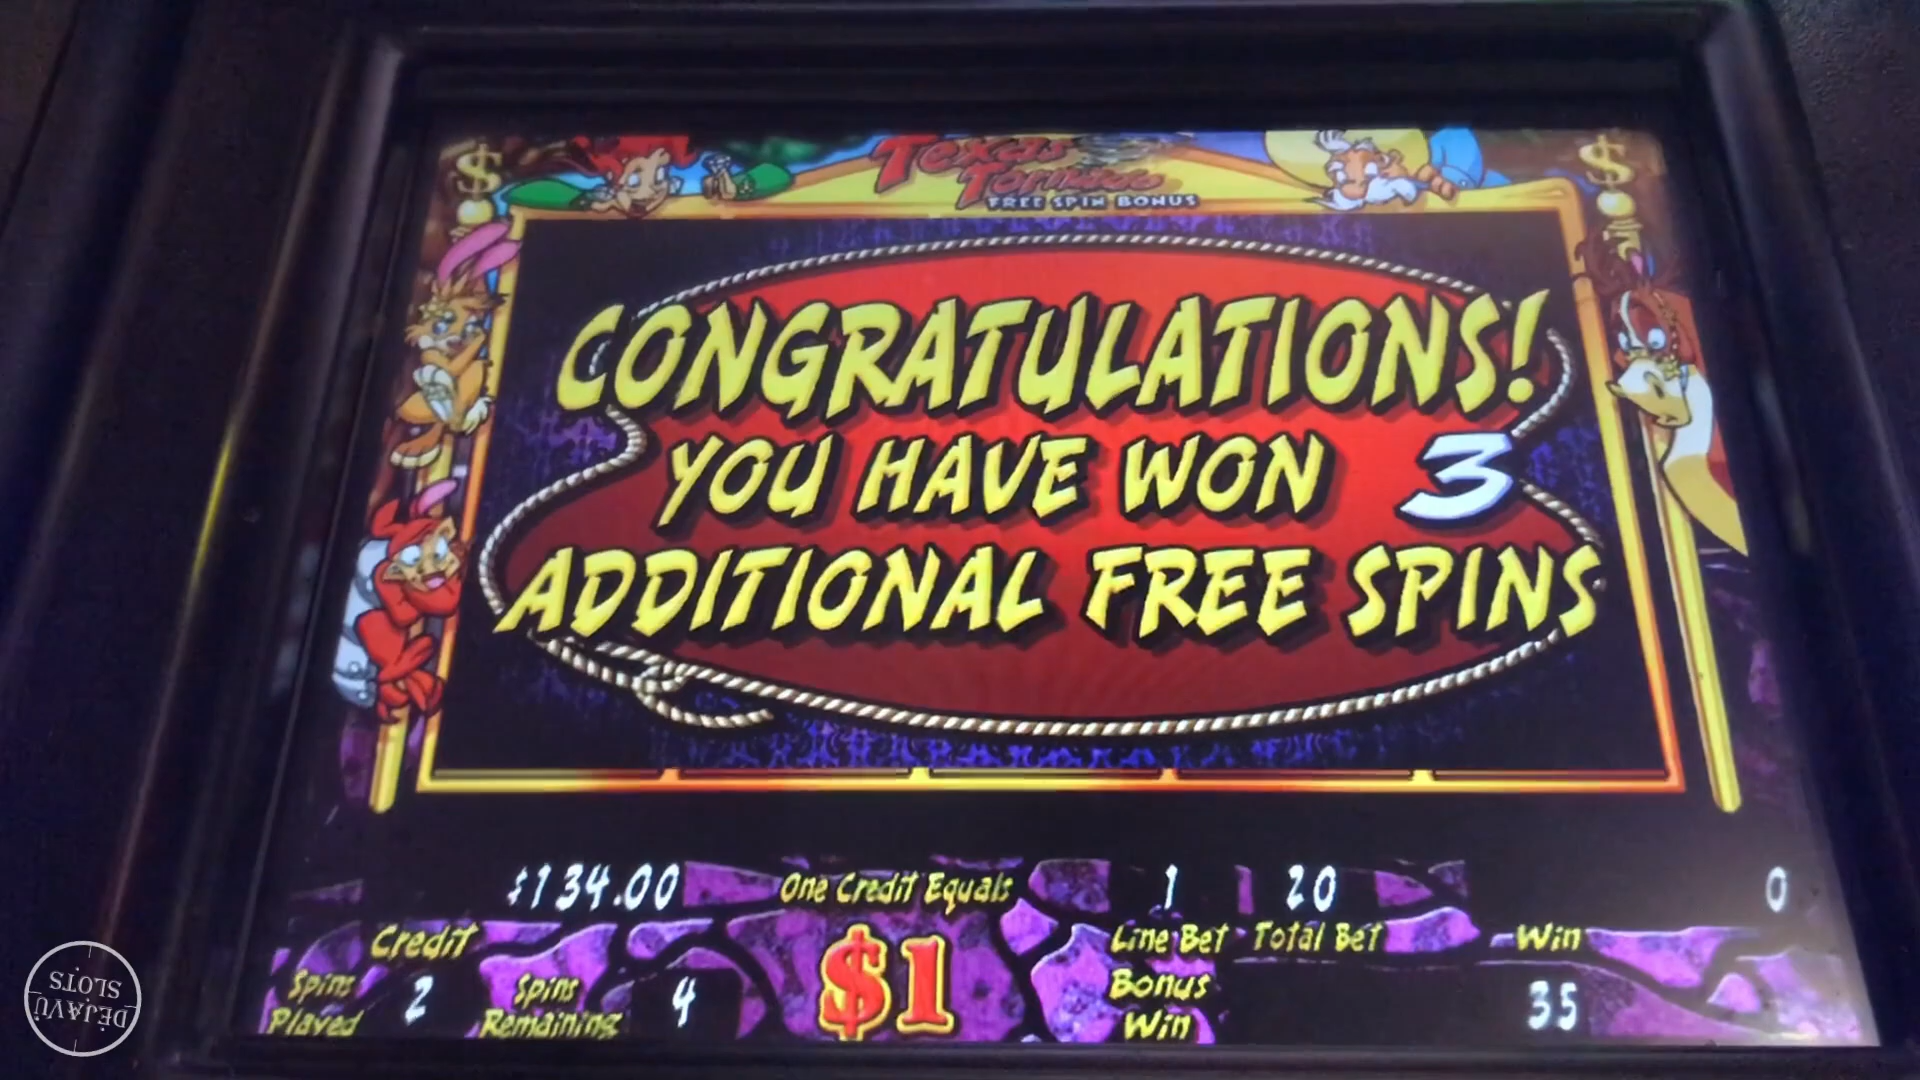 $ Texas $
Tornado
FREE SPIN BONUS
CONGRATULATIONS!
YOU HAVE WON 3
ADDITIONAL FREE SPINS
$134.00 One Credit Equals 1 20 0
Credit $1 Line Bet Total Bet Win
Spins Played 2 Spins Remaining 4 Bonus Win 35
DEJAVU
SLOTS